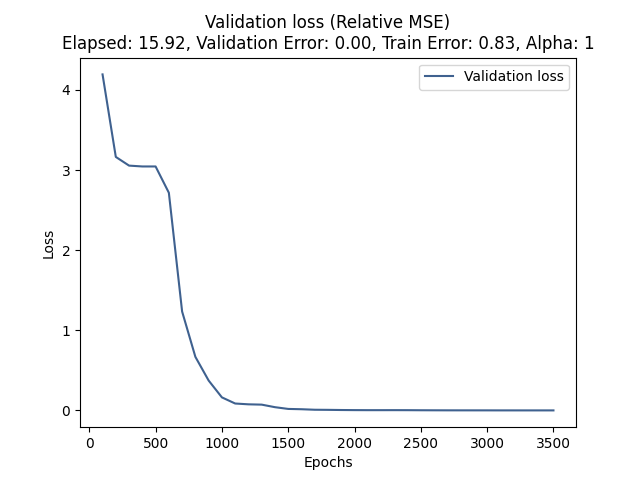 Validation loss (Relative MSE)
Elapsed: 15.92, Validation Error: 0.00, Train Error: 0.83, Alpha: 1
Validation loss
4
3
2
1
0
Loss
0 500 1000 1500 2000 2500 3000 3500
Epochs